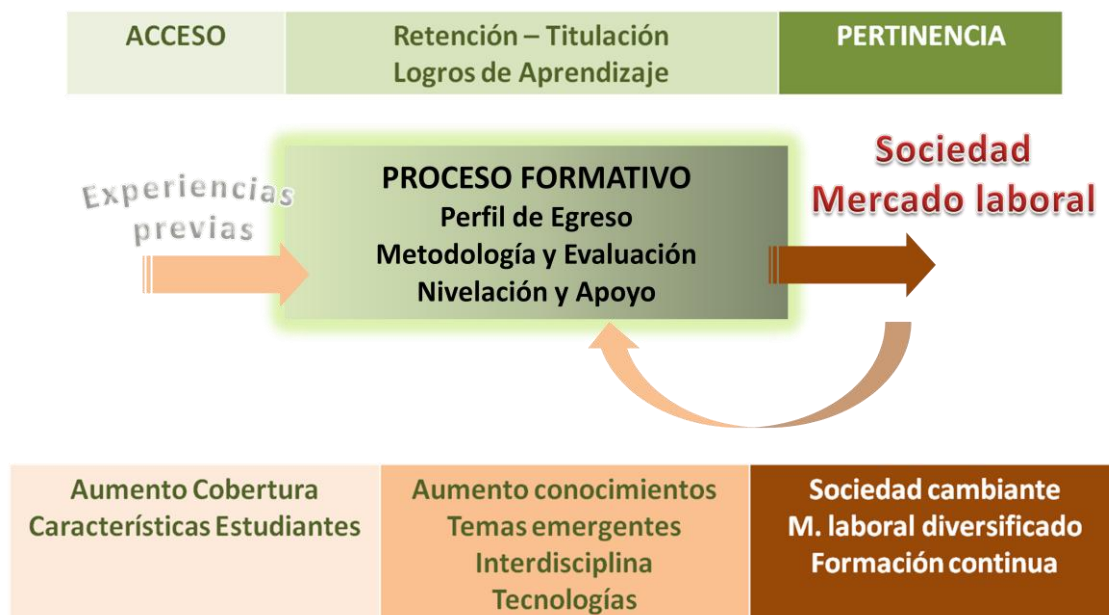 ACCESO
Retención – Titulación
Logros de Aprendizaje
PERTINENCIA
Experiencias
previas
PROCESO FORMATIVO
Perfil de Egreso
Metodología y Evaluación
Nivelación y Apoyo
Sociedad
Mercado laboral
Aumento Cobertura
Características Estudiantes
Aumento conocimientos
Temas emergentes
Interdisciplina
Tecnologías
Sociedad cambiante
M. laboral diversificado
Formación continua